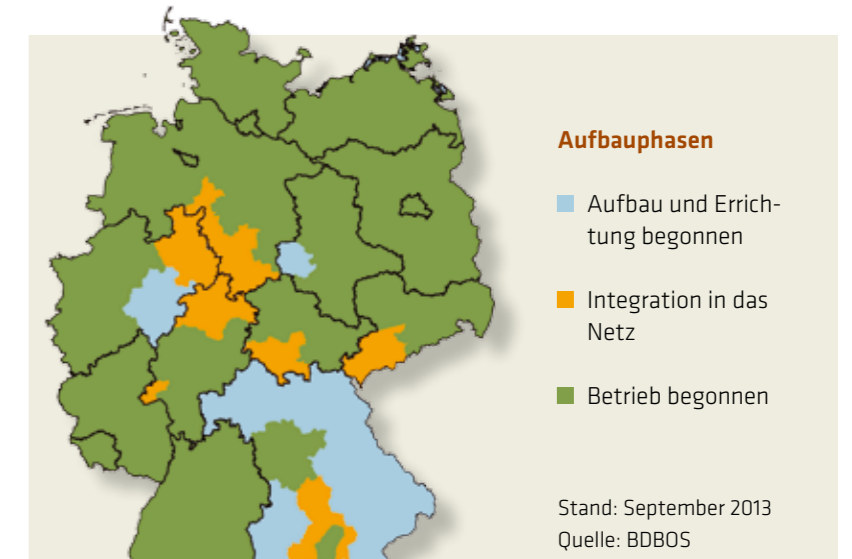 Aufbauphasen
Aufbau und Errich-
tung begonnen
Integration in das
Netz
Betrieb begonnen
Stand: September 2013
Quelle: BDBOS